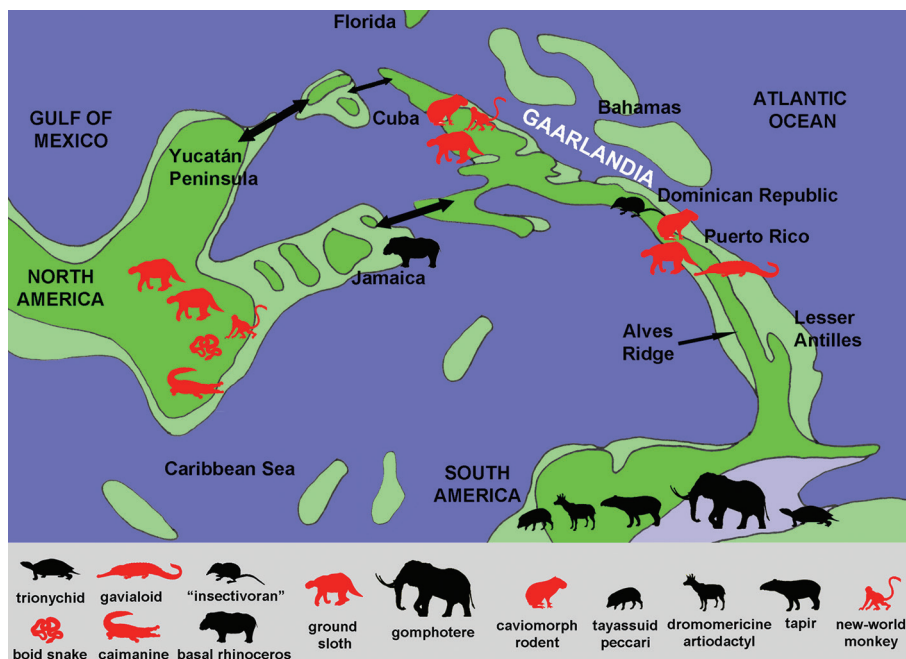 Florida
GULF OF
MEXICO
Cuba
Bahamas
ATLANTIC
OCEAN
GAARLANDIA
Yucatán
Peninsula
Dominican Republic
Puerto Rico
NORTH
AMERICA
Jamaica
Alves
Ridge
Lesser
Antilles
Caribbean Sea
SOUTH
AMERICA
trionychid
gavialoid
“insectivoran”
boid snake
caimanine
basal rhinoceros
ground
sloth
gomphotere
caviomorph
rodent
tayassuid
peccari
dromomericine
artiodactyl
tapir
new-world
monkey